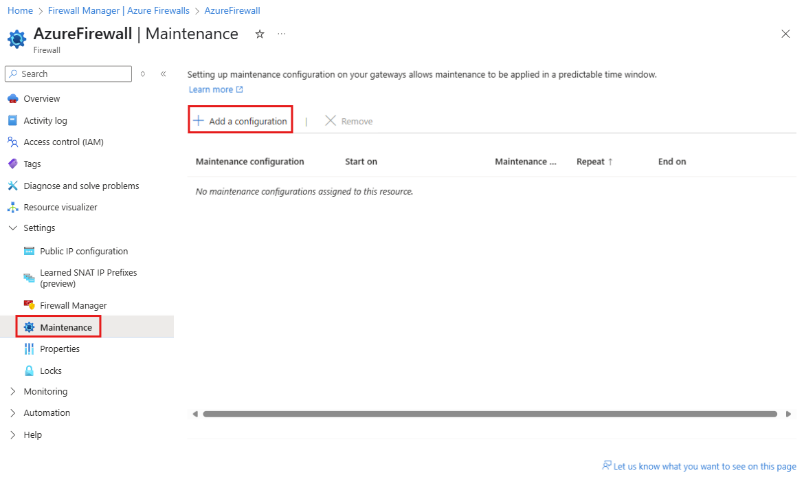 Home > Firewall Manager | Azure Firewalls > AzureFirewall
AzureFirewall | Maintenance ☆ ...
Firewall
Search
Overview
Activity log
Access control (IAM)
Tags
Diagnose and solve problems
Resource visualizer
Settings
Public IP configuration
Learned SNAT IP Prefixes
(preview)
Firewall Manager
Maintenance
Properties
Locks
Monitoring
Automation
Help
Setting up maintenance configuration on your gateways allows maintenance to be applied in a predictable time window.
Learn more
Add a configuration | Remove
Maintenance configuration Start on Maintenance ... Repeat ↑ End on
No maintenance configurations assigned to this resource.
Let us know what you want to see on this page